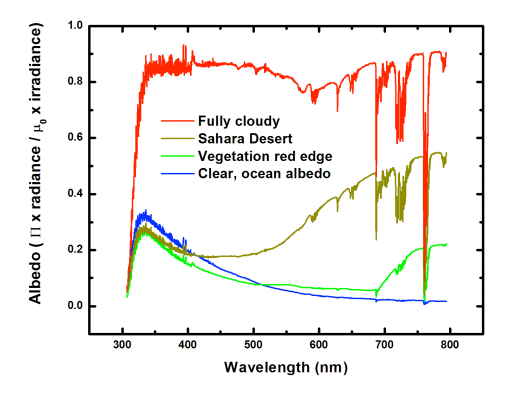 1.0
0.8
0.6
0.4
0.2
0.0
Albedo ( Π x radiance / μ0 x irradiance)
Fully cloudy
Sahara Desert
Vegetation red edge
Clear, ocean albedo
300 400 500 600 700 800
Wavelength (nm)